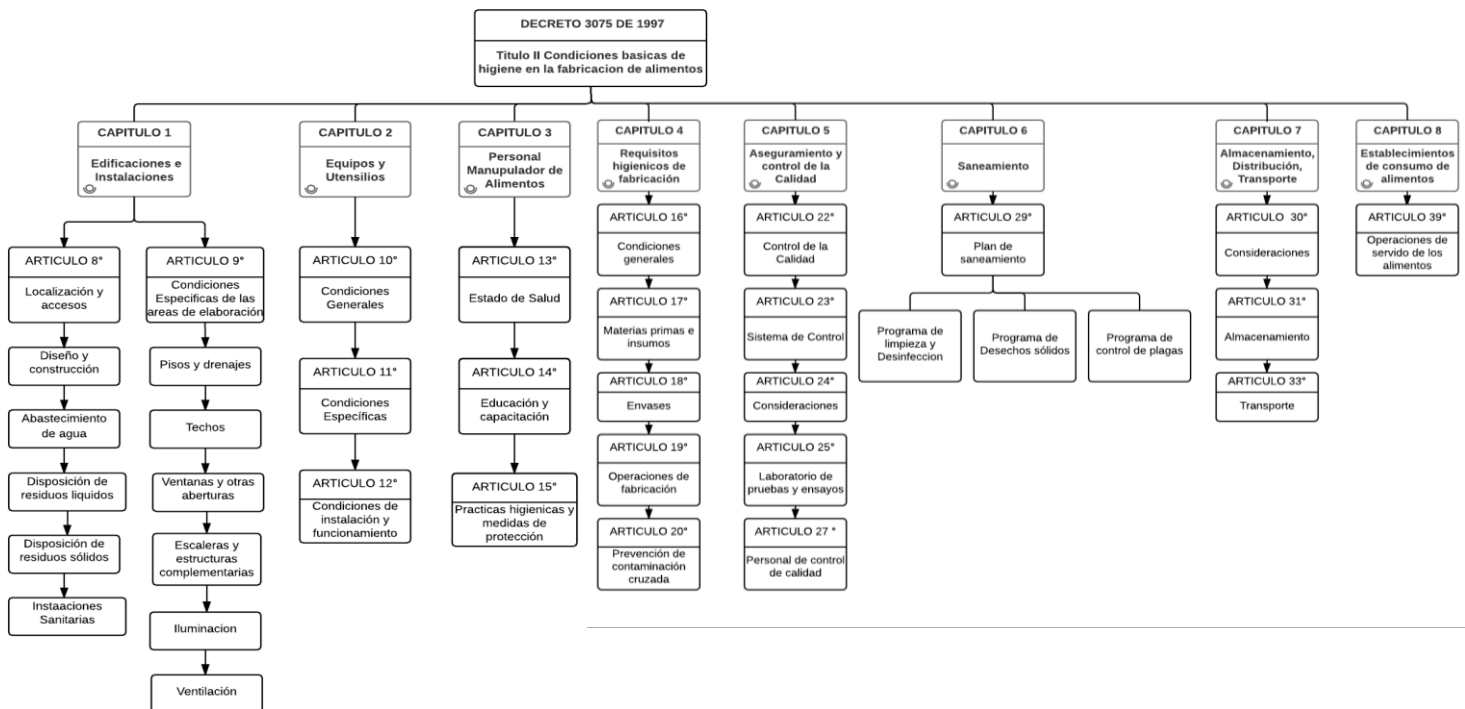 DECRETO 3075 DE 1997
Titulo II Condiciones basicas de
higiene en la fabricacion de alimentos
CAPITULO 1
Edificaciones e
Instalaciones
ARTICULO 8°
Localización y
accesos
Diseño y
construcción
Abastecimiento
de agua
Disposición de
residuos liquidos
Disposición de
residuos sólidos
Instaaciones
Sanitarias
ARTICULO 9°
Condiciones
Especificas de las
areas de elaboración
Pisos y drenajes
Techos
Ventanas y otras
aberturas
Escaleras y
estructuras
complementarias
Iluminacion
Ventilación
CAPITULO 2
Equipos y
Utensilios
ARTICULO 10°
Condiciones
Generales
ARTICULO 11°
Condiciones
Específicas
ARTICULO 12°
Condiciones de
instalación y
funcionamiento
CAPITULO 3
Personal
Manupulador de
Alimentos
ARTICULO 13°
Estado de Salud
ARTICULO 14°
Educación y
capacitación
ARTICULO 15°
Practicas higienicas y
medidas de
protección
CAPITULO 4
Requisitos
higienicos de
fabricación
ARTICULO 16°
Condiciones
generales
ARTICULO 17°
Materias primas e
insumos
ARTICULO 18°
Envases
ARTICULO 19°
Operaciones de
fabricación
ARTICULO 20°
Prevención de
contaminación
cruzada
CAPITULO 5
Aseguramiento y
control de la
Calidad
ARTICULO 22°
Control de la
Calidad
ARTICULO 23°
Sistema de Control
ARTICULO 24°
Consideraciones
ARTICULO 25°
Laboratorio de
pruebas y ensayos
ARTICULO 27 °
Personal de control
de calidad
CAPITULO 6
Saneamiento
ARTICULO 29°
Plan de
saneamiento
Programa de
limpieza y
Desinfeccion
Programa de
Desechos sólidos
Programa de
control de plagas
CAPITULO 7
Almacenamiento,
Distribución,
Transporte
ARTICULO 30°
Consideraciones
ARTICULO 31°
Almacenamiento
ARTICULO 33°
Transporte
CAPITULO 8
Establecimientos
de consumo de
alimentos
ARTICULO 39°
Operaciones de
servido de los
alimentos